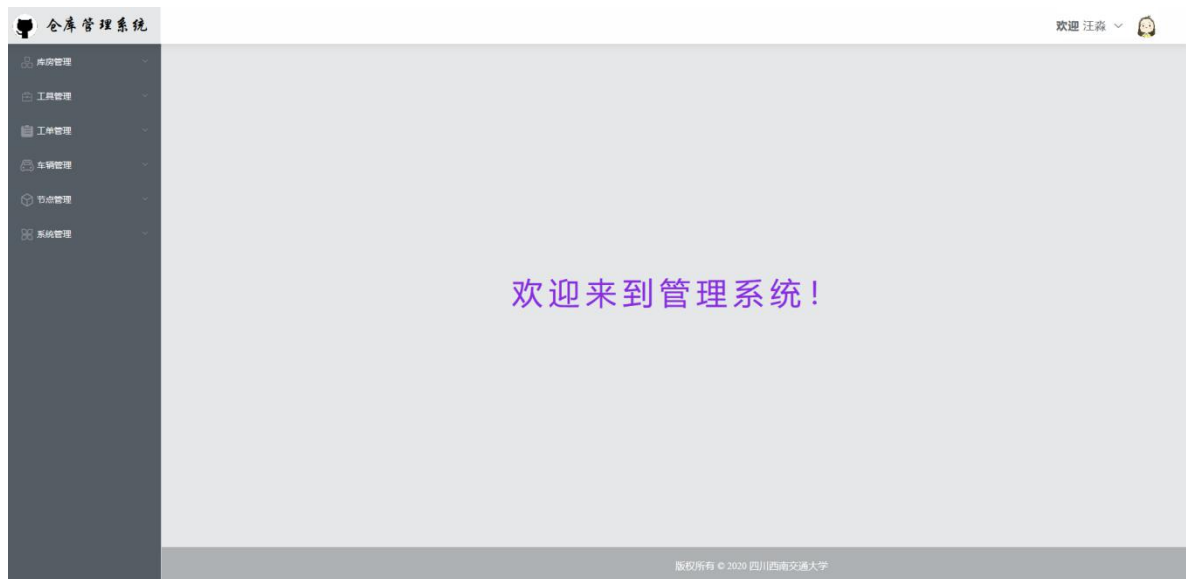 仓库管理系统
欢迎 汪淼
库房管理
工具管理
工单管理
车辆管理
节点管理
系统管理
欢迎来到管理系统!
版权所有 © 2020 四川西南交通大学